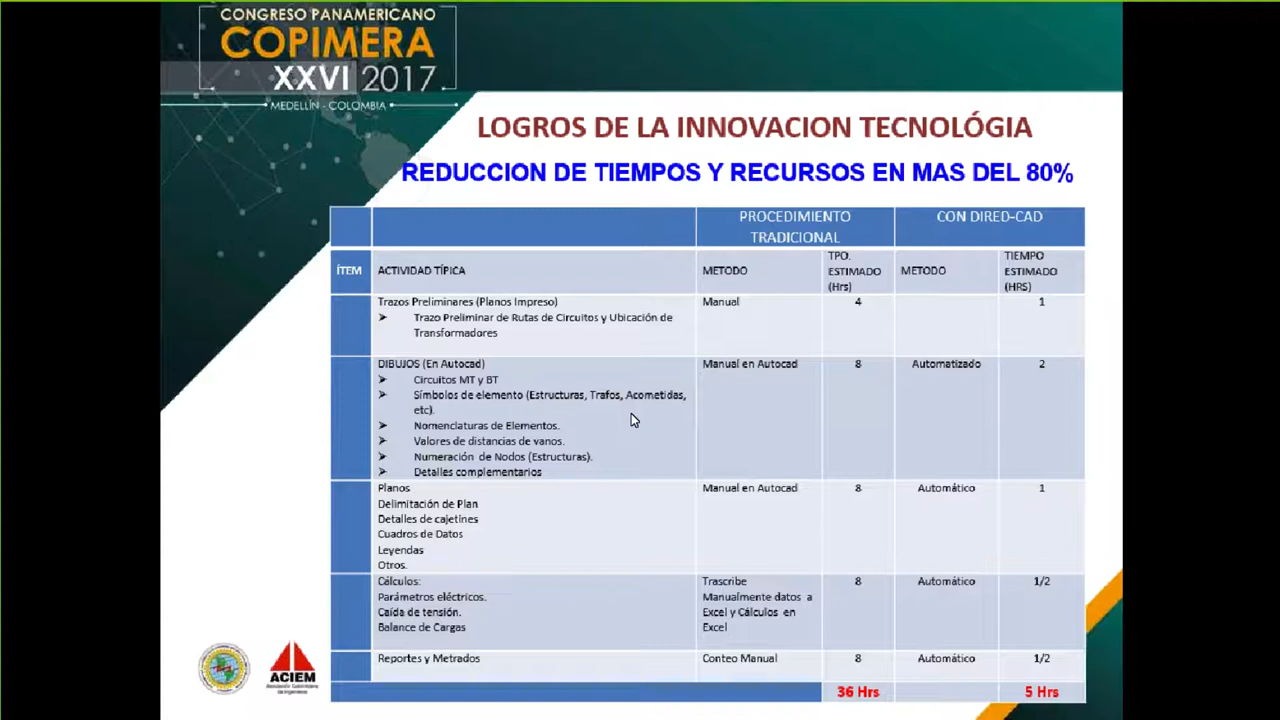 CONGRESO PANAMERICANO
COPIMERA
XXVI 2017
MEDELLÍN - COLOMBIA
LOGROS DE LA INNOVACION TECNOLÓGIA
REDUCCION DE TIEMPOS Y RECURSOS EN MAS DEL 80%
PROCEDIMIENTO TRADICIONAL
CON DIRED-CAD
ÍTEM
ACTIVIDAD TÍPICA
METODO
TPO. ESTIMADO (Hrs)
METODO
TIEMPO ESTIMADO (HRS)
Trazos Preliminares (Planos Impreso)
Trazo Preliminar de Rutas de Circuitos y Ubicación de
Transformadores
Manual
4
1
DIBUJOS (En Autocad)
Circuitos MT y BT
Símbolos de elemento (Estructuras, Trafos, Acometidas,
etc).
Nomenclaturas de Elementos.
Valores de distancias de vanos.
Numeración de Nodos (Estructuras).
Detalles complementarios
Manual en Autocad
8
Automatizado
2
Planos
Delimitación de Plan
Detalles de cajetines
Cuadros de Datos
Leyendas
Otros.
Manual en Autocad
8
Automático
1
Cálculos:
Parámetros eléctricos.
Caída de tensión.
Balance de Cargas
Trascribe
Manualmente datos a
Excel y Cálculos en
Excel
8
Automático
1/2
Reportes y Metrados
Conteo Manual
8
Automático
1/2
36 Hrs
5 Hrs
ACIEM